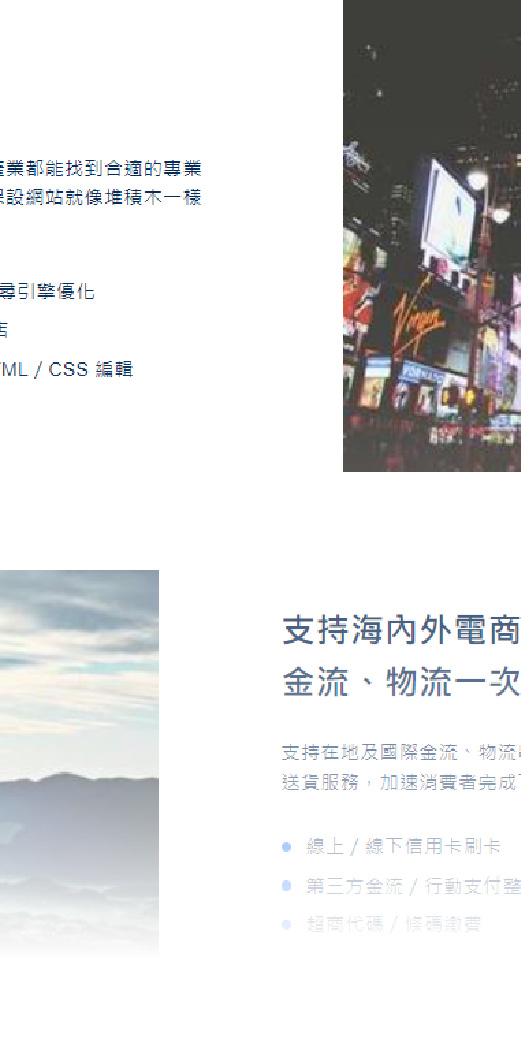 業都能找到合適的專業
設網站就像堆積木一樣
尋引擎優化
店
ML / CSS 編輯
Virgin
支持海內外電商
金流、物流一次
支持在地及國際金流、物流
送貨服務，加速消費者完成
線上 / 線下信用卡刷卡
第三方金流 / 行動支付整
超商代碼 / 條碼繳費